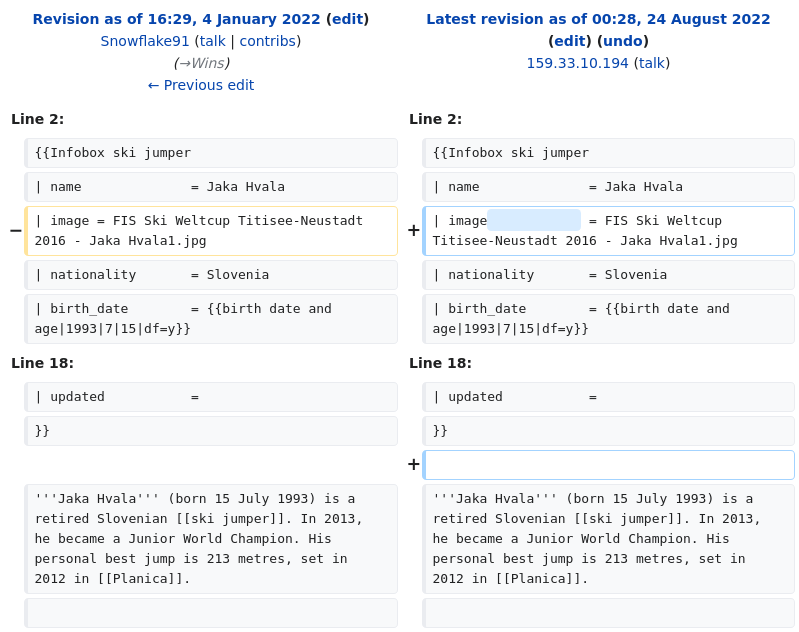 Revision as of 16:29, 4 January 2022 (edit)
Snowflake91 (talk | contribs)
(→Wins)
← Previous edit
Latest revision as of 00:28, 24 August 2022
(edit) (undo)
159.33.10.194 (talk)
Line 2:
Line 2:
{{Infobox ski jumper
{{Infobox ski jumper
| name              = Jaka Hvala
| name              = Jaka Hvala
− | image = FIS Ski Weltcup Titisee-Neustadt
2016 - Jaka Hvala1.jpg
+ | image             = FIS Ski Weltcup
Titisee-Neustadt 2016 - Jaka Hvala1.jpg
| nationality       = Slovenia
| nationality       = Slovenia
| birth_date        = {{birth date and
age|1993|7|15|df=y}}
| birth_date        = {{birth date and
age|1993|7|15|df=y}}
Line 18:
Line 18:
| updated           =
| updated           =
}}
}}
+
'''Jaka Hvala''' (born 15 July 1993) is a
retired Slovenian [[ski jumper]]. In 2013,
he became a Junior World Champion. His
personal best jump is 213 metres, set in
2012 in [[Planica]].
'''Jaka Hvala''' (born 15 July 1993) is a
retired Slovenian [[ski jumper]]. In 2013,
he became a Junior World Champion. His
personal best jump is 213 metres, set in
2012 in [[Planica]].